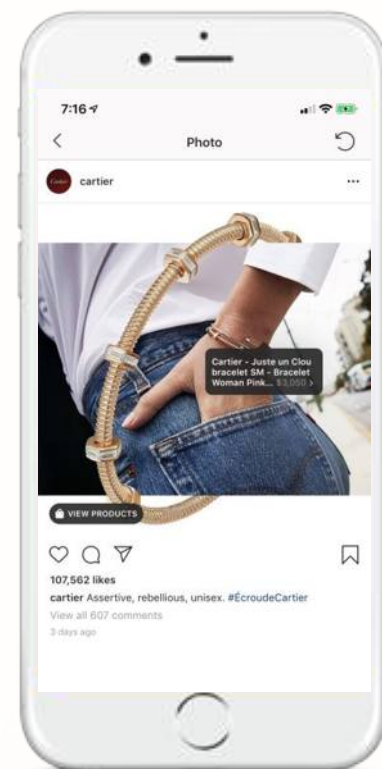 7:16
Photo
cartier
Cartier - Juste un Clou
bracelet SM - Bracelet
Woman Pink... $3,050 >
VIEW PRODUCTS
107,562 likes
cartier Assertive, rebellious, unisex. #ÉcroudeCartier
View all 607 comments
3 days ago